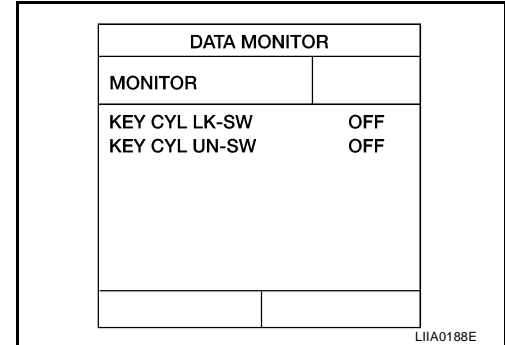 DATA MONITOR
MONITOR
KEY CYL LK-SW OFF
KEY CYL UN-SW OFF
LIIA0188E